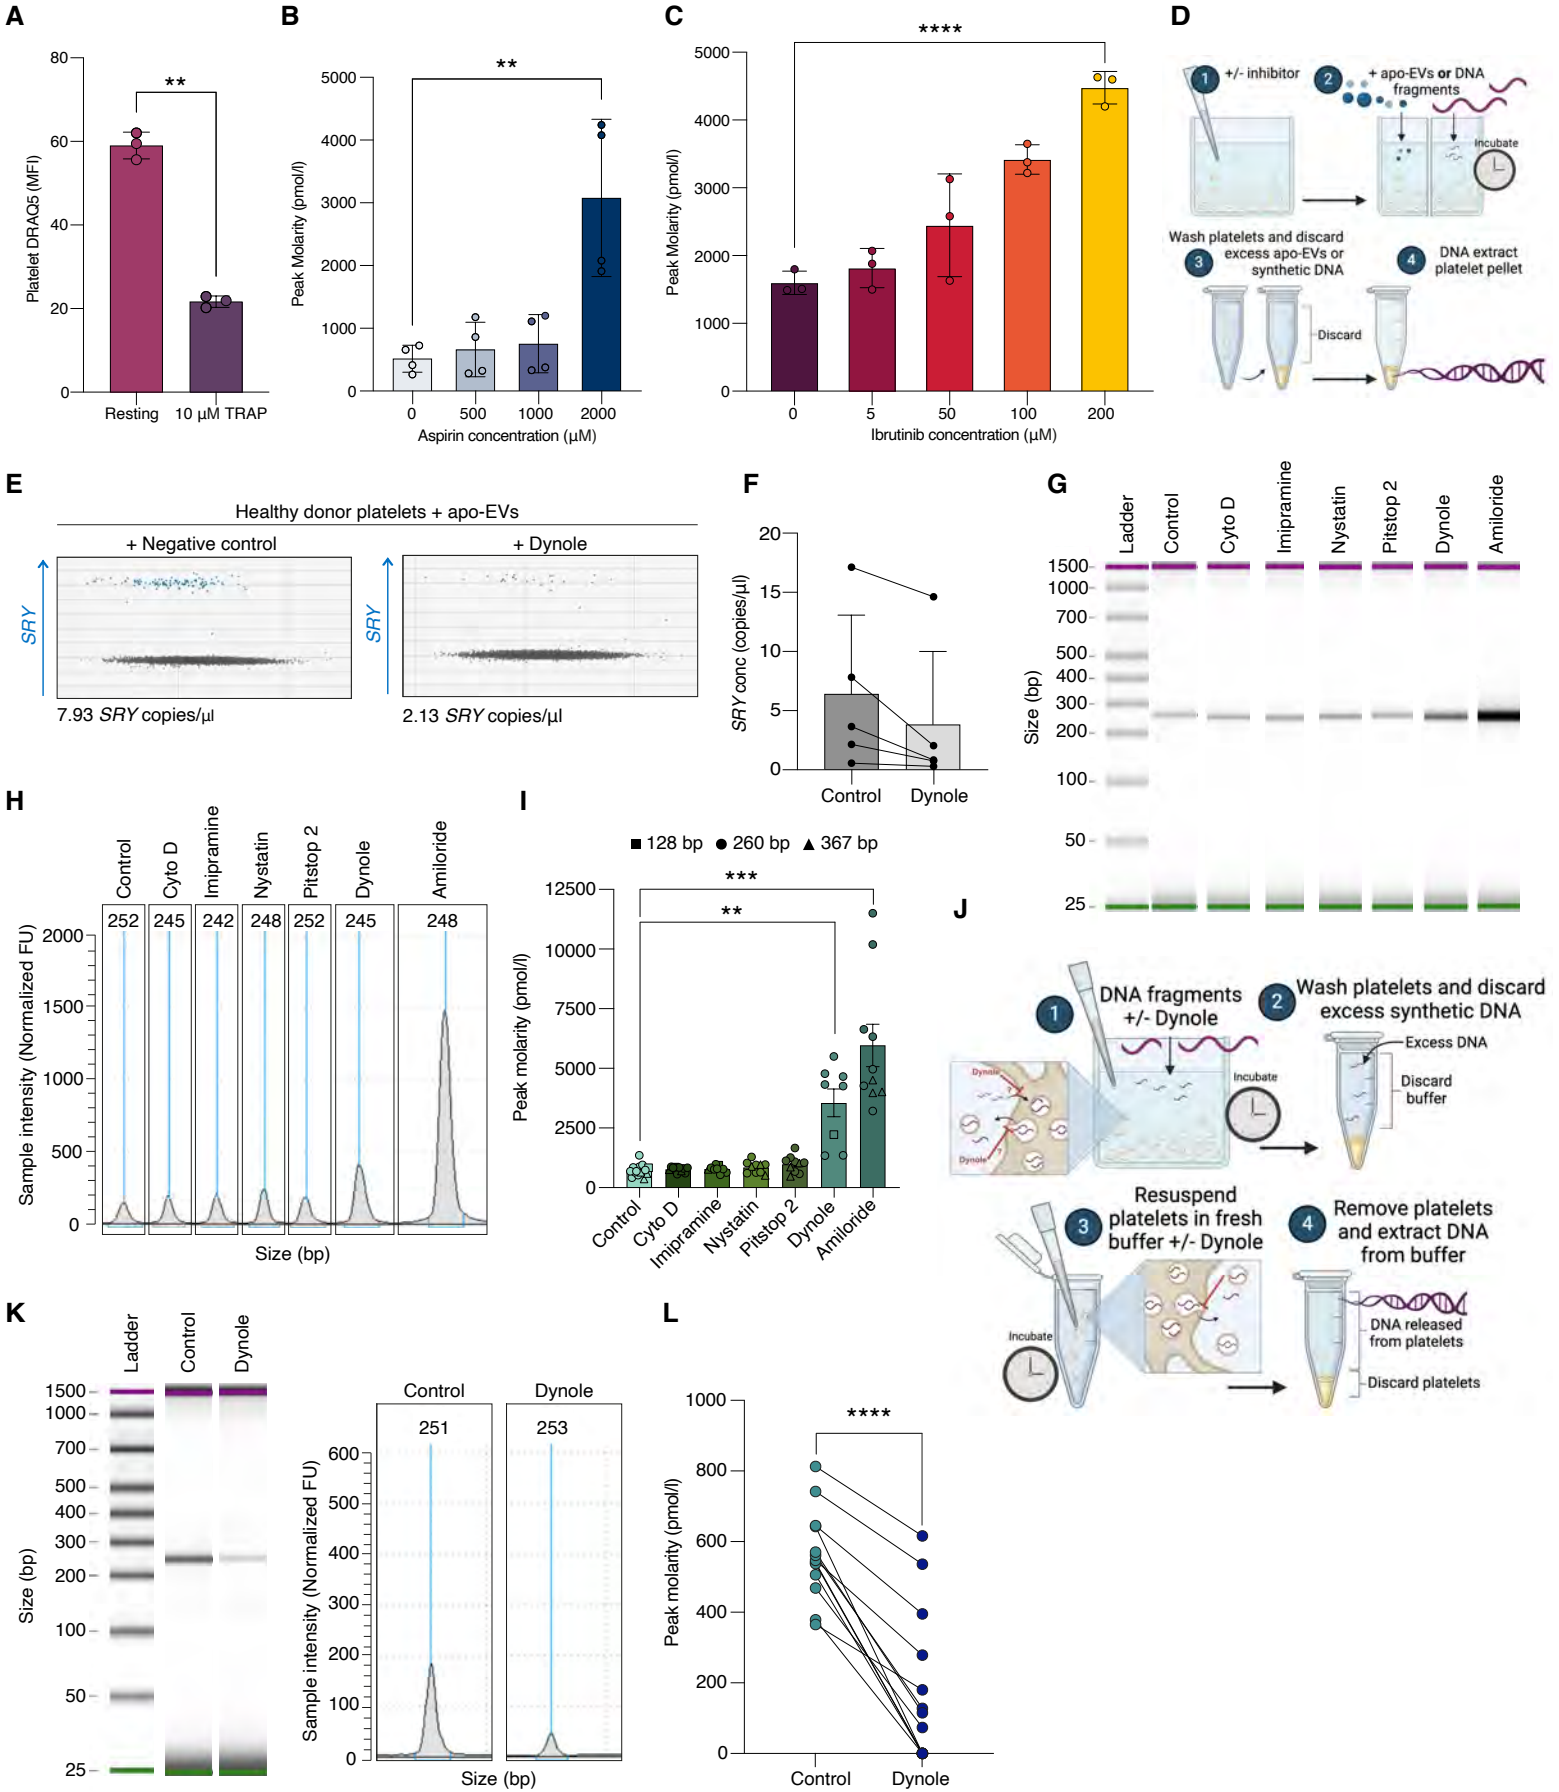 A
80
60
40
20
0
Platelet DRAQ5 (MFI)
**
Resting
10 µM TRAP
B
5000
4000
3000
2000
1000
0
Peak Molarity (pmol/l)
**
0
500
1000
2000
Aspirin concentration (µM)
C
5000
4000
3000
2000
1000
0
Peak Molarity (pmol/l)
****
0
5
50
100
200
Ibrutinib concentration (µM)
D
1
+/- inhibitor
2
+ apo-EVs or DNA
fragments
Incubate
Wash platelets and discard
3
excess apo-EVs or
synthetic DNA
4
DNA extract
platelet pellet
Discard
E
Healthy donor platelets + apo-EVs
+ Negative control
+ Dynole
SRY
SRY
7.93 SRY copies/µl
2.13 SRY copies/µl
F
20
15
10
5
0
SRY conc (copies/µl)
Control
Dynole
G
Ladder
Control
Cyto D
Imipramine
Nystatin
Pitstop 2
Dynole
Amiloride
1500
1000
700
500
400
300
200
100
50
25
Size (bp)
H
Control
Cyto D
Imipramine
Nystatin
Pitstop 2
Dynole
Amiloride
252
245
242
248
252
245
248
2000
1500
1000
500
0
Sample intensity (Normalized FU)
Size (bp)
I
128 bp
260 bp
367 bp
***
**
12500
10000
7500
5000
2500
0
Peak molarity (pmol/l)
Control
Cyto D
Imipramine
Nystatin
Pitstop 2
Dynole
Amiloride
J
1
DNA fragments
+/- Dynole
2
Wash platelets and discard
excess synthetic DNA
Dynole
?
Dynole
?
Incubate
Excess DNA
Discard
buffer
3
Resuspend
platelets in fresh
buffer +/- Dynole
4
Remove platelets
and extract DNA
from buffer
Incubate
DNA released
from platelets
Discard platelets
K
Ladder
Control
Dynole
1500
1000
700
500
400
300
200
100
50
25
Size (bp)
Control
Dynole
251
253
600
500
400
300
200
100
0
Sample intensity (Normalized FU)
Size (bp)
L
1000
800
600
400
200
0
Peak molarity (pmol/l)
****
Control
Dynole